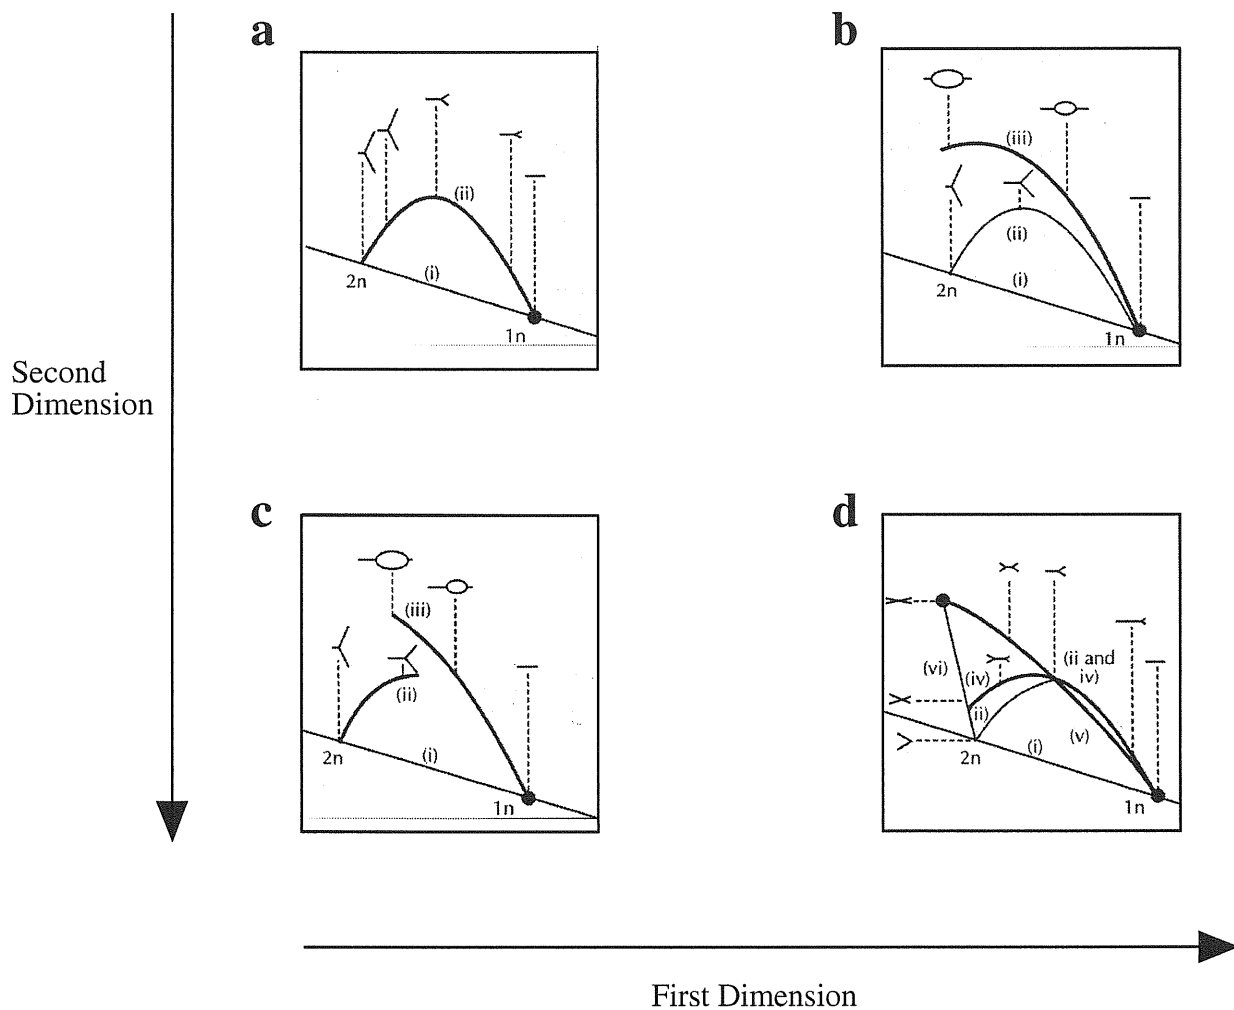 a
(ii)
(i)
2n
1n
b
(iii)
(ii)
(i)
2n
1n
Second
Dimension
c
(iii)
(ii)
(i)
2n
1n
d
(vi)
(iv)
(ii and
iv)
(ii)
(v)
2n
(i)
1n
First Dimension